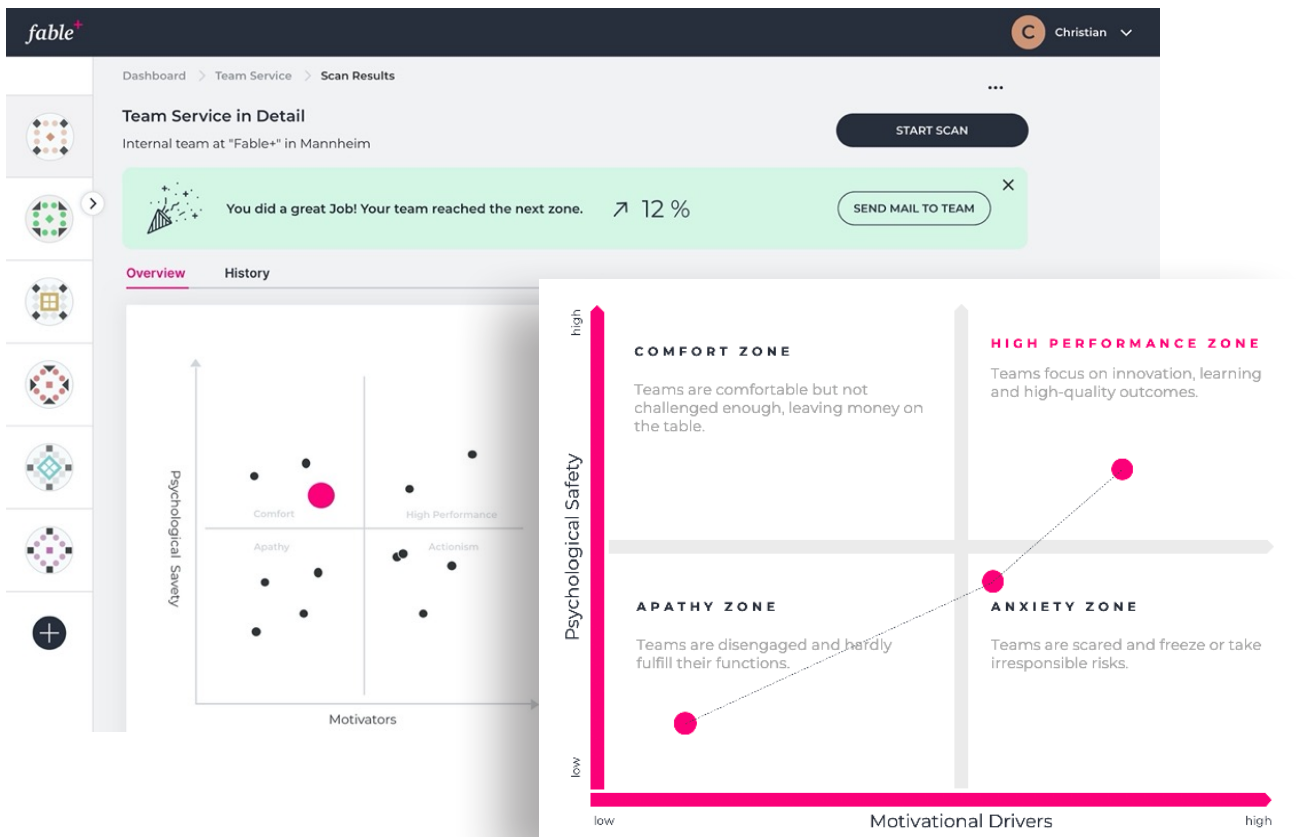 fable+
C Christian
Dashboard > Team Service > Scan Results
...
Team Service in Detail
Internal team at "Fable+" in Mannheim
START SCAN
You did a great Job! Your team reached the next zone.
12 %
SEND MAIL TO TEAM
Overview
History
Psychological Savety
Comfort
High Performance
Apathy
Actionism
Motivators
high
Psychological Safety
low
COMFORT ZONE
Teams are comfortable but not
challenged enough, leaving money on
the table.
HIGH PERFORMANCE ZONE
Teams focus on innovation, learning
and high-quality outcomes.
APATHY ZONE
Teams are disengaged and hardly
fulfill their functions.
ANXIETY ZONE
Teams are scared and freeze or take
irresponsible risks.
low
Motivational Drivers
high